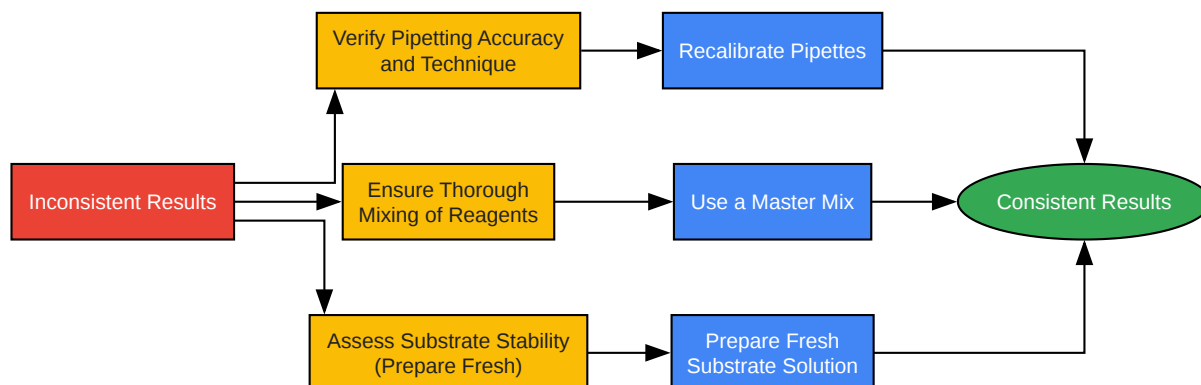 Verify Pipetting Accuracy
and Technique
Recalibrate Pipettes
Inconsistent Results
Ensure Thorough
Mixing of Reagents
Use a Master Mix
Consistent Results
Assess Substrate Stability
(Prepare Fresh)
Prepare Fresh
Substrate Solution